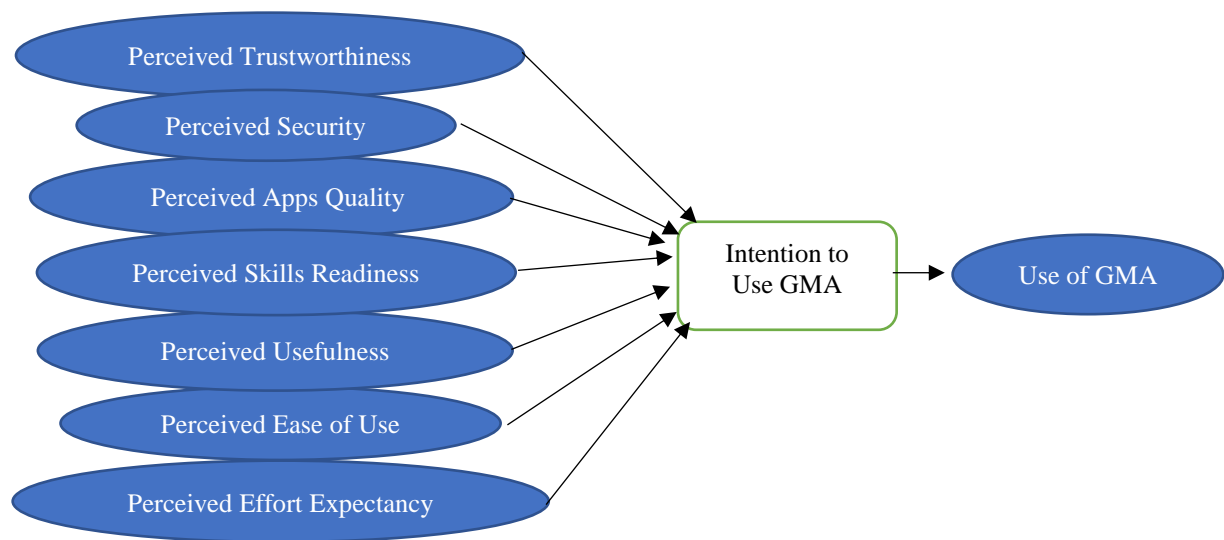 Perceived Trustworthiness
Perceived Security
Perceived Apps Quality
Perceived Skills Readiness
Perceived Usefulness
Perceived Ease of Use
Perceived Effort Expectancy
Intention to
Use GMA
Use of GMA